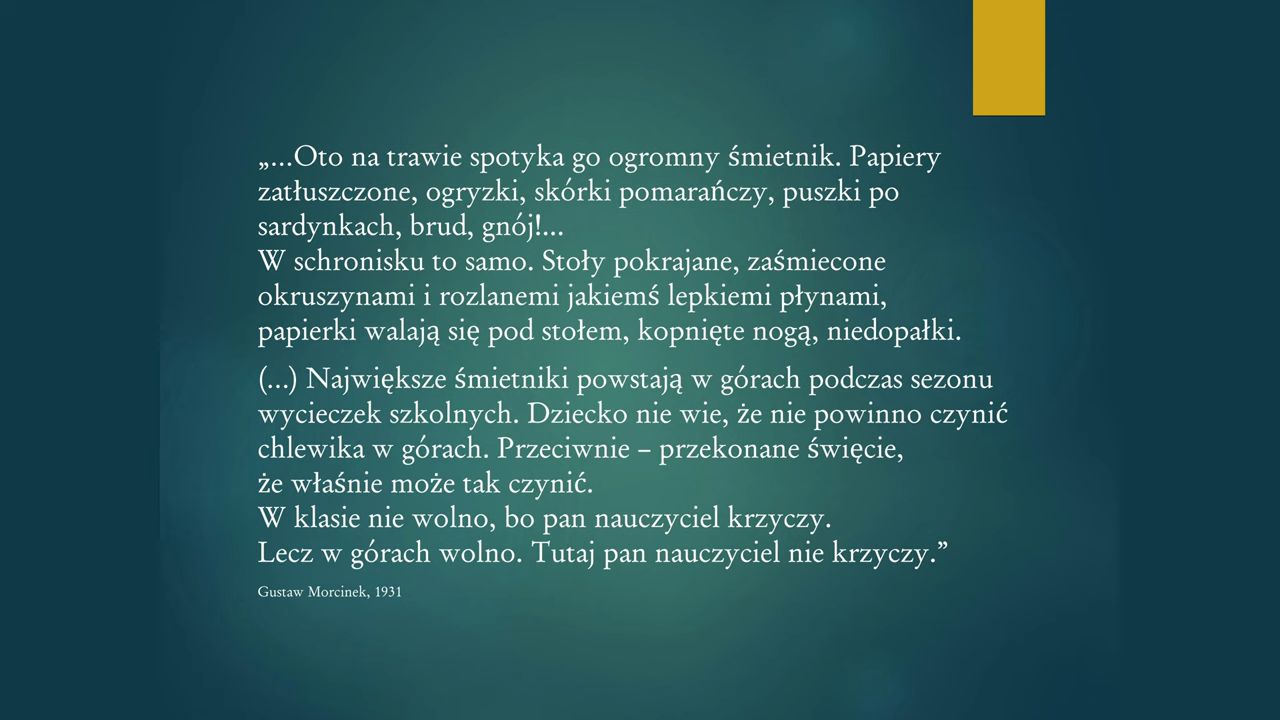 „...Oto na trawie spotyka go ogromny śmietnik. Papiery
zatłuszczone, ogryzki, skórki pomarańczy, puszki po
sardynkach, brud, gnój!...
W schronisku to samo. Stoły pokrajane, zaśmiecone
okruszynami i rozlanemi jakiemś lepkiemi płynami,
papierki walają się pod stołem, kopnięte nogą, niedopałki.
(...) Największe śmietniki powstają w górach podczas sezonu
wycieczek szkolnych. Dziecko nie wie, że nie powinno czynić
chlewika w górach. Przeciwnie – przekonane święcie,
że właśnie może tak czynić.
W klasie nie wolno, bo pan nauczyciel krzyczy.
Lecz w górach wolno. Tutaj pan nauczyciel nie krzyczy.”
Gustaw Morcinek, 1931